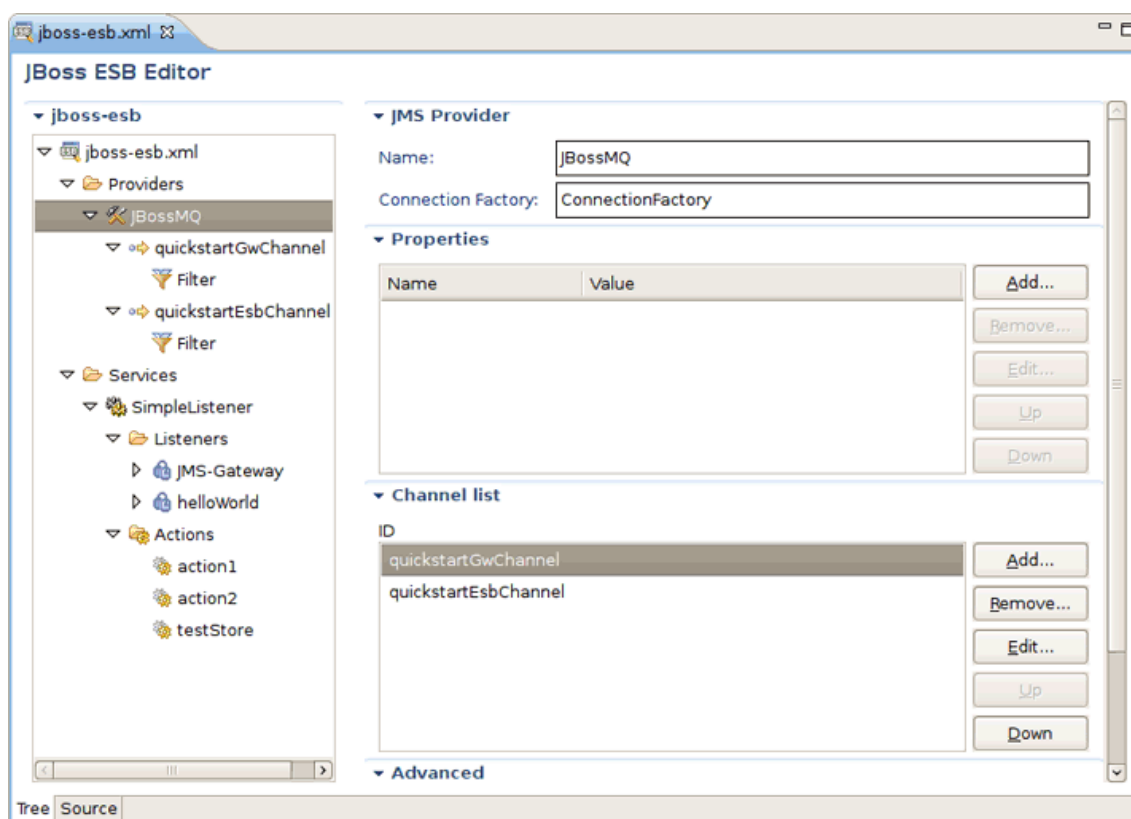 jboss-esb.xml
JBoss ESB Editor
jboss-esb
jboss-esb.xml
Providers
JBossMQ
quickstartGwChannel
Filter
quickstartEsbChannel
Filter
Services
SimpleListener
Listeners
JMS-Gateway
helloWorld
Actions
action1
action2
testStore
JMS Provider
Name: JBossMQ
Connection Factory: ConnectionFactory
Properties
Name Value
Add...
Remove...
Edit...
Up
Down
Channel list
ID
quickstartGwChannel
quickstartEsbChannel
Add...
Remove...
Edit...
Up
Down
Advanced
Tree Source